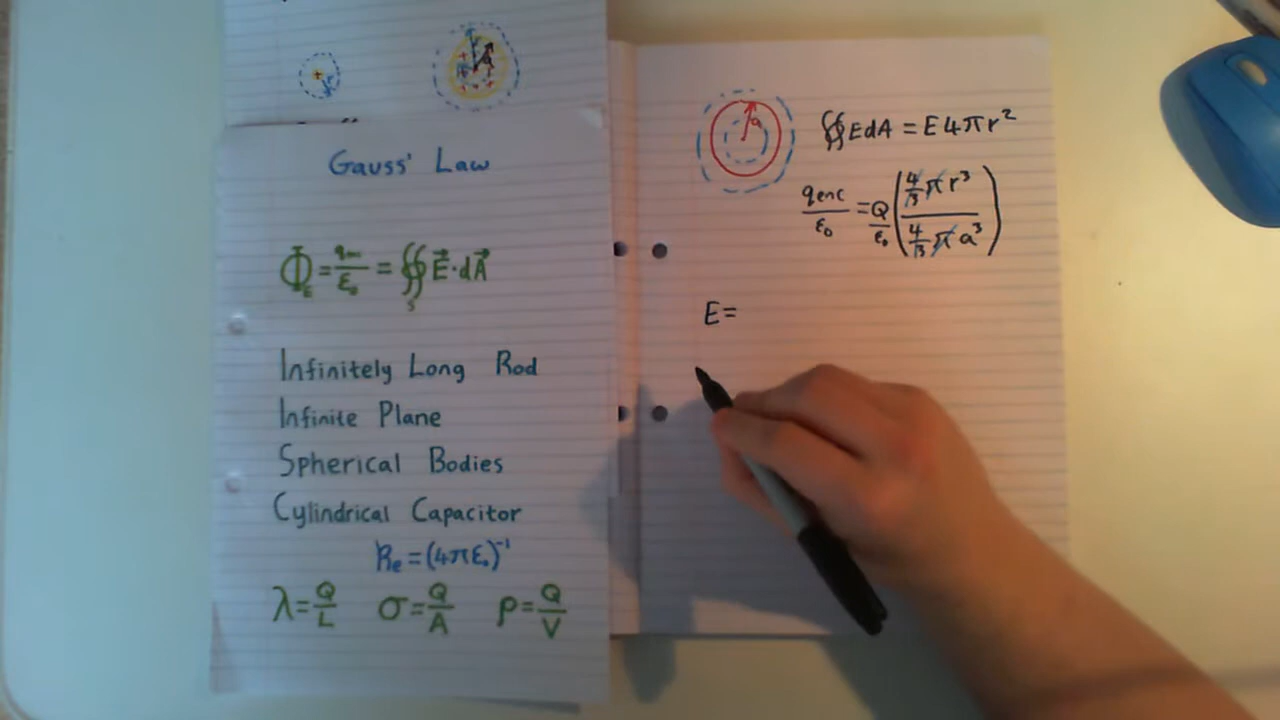 Gauss' Law
Φ_E = q_enc/ε₀ = ∯_S E⃗·dA⃗
Infinitely Long Rod
Infinite Plane
Spherical Bodies
Cylindrical Capacitor
k_e = (4πε₀)⁻¹
λ = Q/L σ = Q/A ρ = Q/V
a
∯EdA = E4πr²
q_enc/ε₀ = Q/ε₀ ((4/3 π r³)/(4/3 π a³))
E =